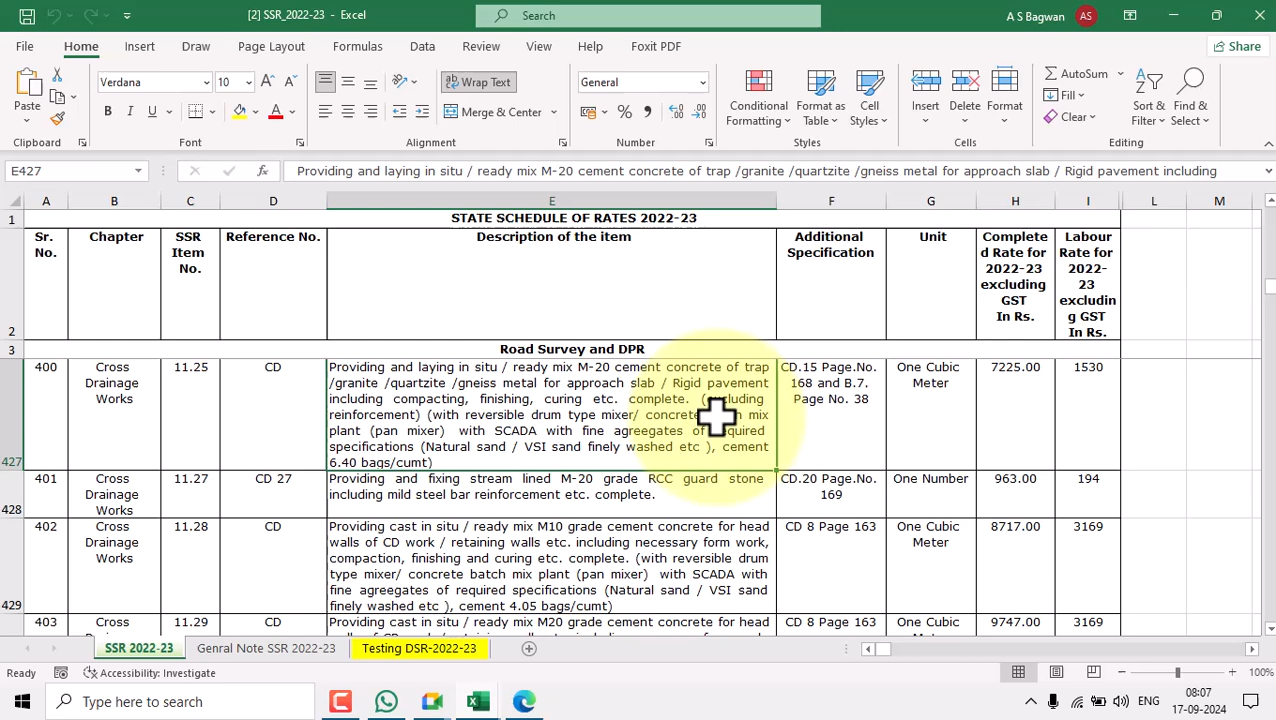 [2] SSR_2022-23 - Excel
Search
A S Bagwan
AS
File
Home
Insert
Draw
Page Layout
Formulas
Data
Review
View
Help
Foxit PDF
Share
Paste
Verdana
10
Wrap Text
Merge & Center
General
Conditional
Formatting
Format as
Table
Cell
Styles
Insert
Delete
Format
AutoSum
Fill
Clear
Sort &
Filter
Find &
Select
Clipboard
Font
Alignment
Number
Styles
Cells
Editing
E427
fx
Providing and laying in situ / ready mix M-20 cement concrete of trap /granite /quartzite /gneiss metal for approach slab / Rigid pavement including
A B C D E F G H I L M
1
STATE SCHEDULE OF RATES 2022-23
2
Sr.
No.
Chapter
SSR
Item
No.
Reference No.
Description of the item
Additional
Specification
Unit
Complete
d Rate for
2022-23
excluding
GST
In Rs.
Labour
Rate for
2022-
23
excludin
g GST
In Rs.
3
Road Survey and DPR
427
400
Cross
Drainage
Works
11.25
CD
Providing and laying in situ / ready mix M-20 cement concrete of trap
/granite /quartzite /gneiss metal for approach slab / Rigid pavement
including compacting, finishing, curing etc. complete. (excluding
reinforcement) (with reversible drum type mixer/ concrete mix
plant (pan mixer) with SCADA with fine agreegates of required
specifications (Natural sand / VSI sand finely washed etc ), cement
6.40 bags/cumt)
CD.15 Page.No.
168 and B.7.
Page No. 38
One Cubic
Meter
7225.00
1530
428
401
Cross
Drainage
Works
11.27
CD 27
Providing and fixing stream lined M-20 grade RCC guard stone
including mild steel bar reinforcement etc. complete.
CD.20 Page.No.
169
One Number
963.00
194
429
402
Cross
Drainage
Works
11.28
CD
Providing cast in situ / ready mix M10 grade cement concrete for head
walls of CD work / retaining walls etc. including necessary form work,
compaction, finishing and curing etc. complete. (with reversible drum
type mixer/ concrete batch mix plant (pan mixer) with SCADA with
fine agreegates of required specifications (Natural sand / VSI sand
finely washed etc ), cement 4.05 bags/cumt)
CD 8 Page 163
One Cubic
Meter
8717.00
3169
403
Cross
11.29
CD
Providing cast in situ / ready mix M20 grade cement concrete for head
CD 8 Page 163
One Cubic
9747.00
3169
SSR 2022-23
Genral Note SSR 2022-23
Testing DSR-2022-23
Ready
Accessibility: Investigate
100%
Type here to search
ENG
08:07
17-09-2024